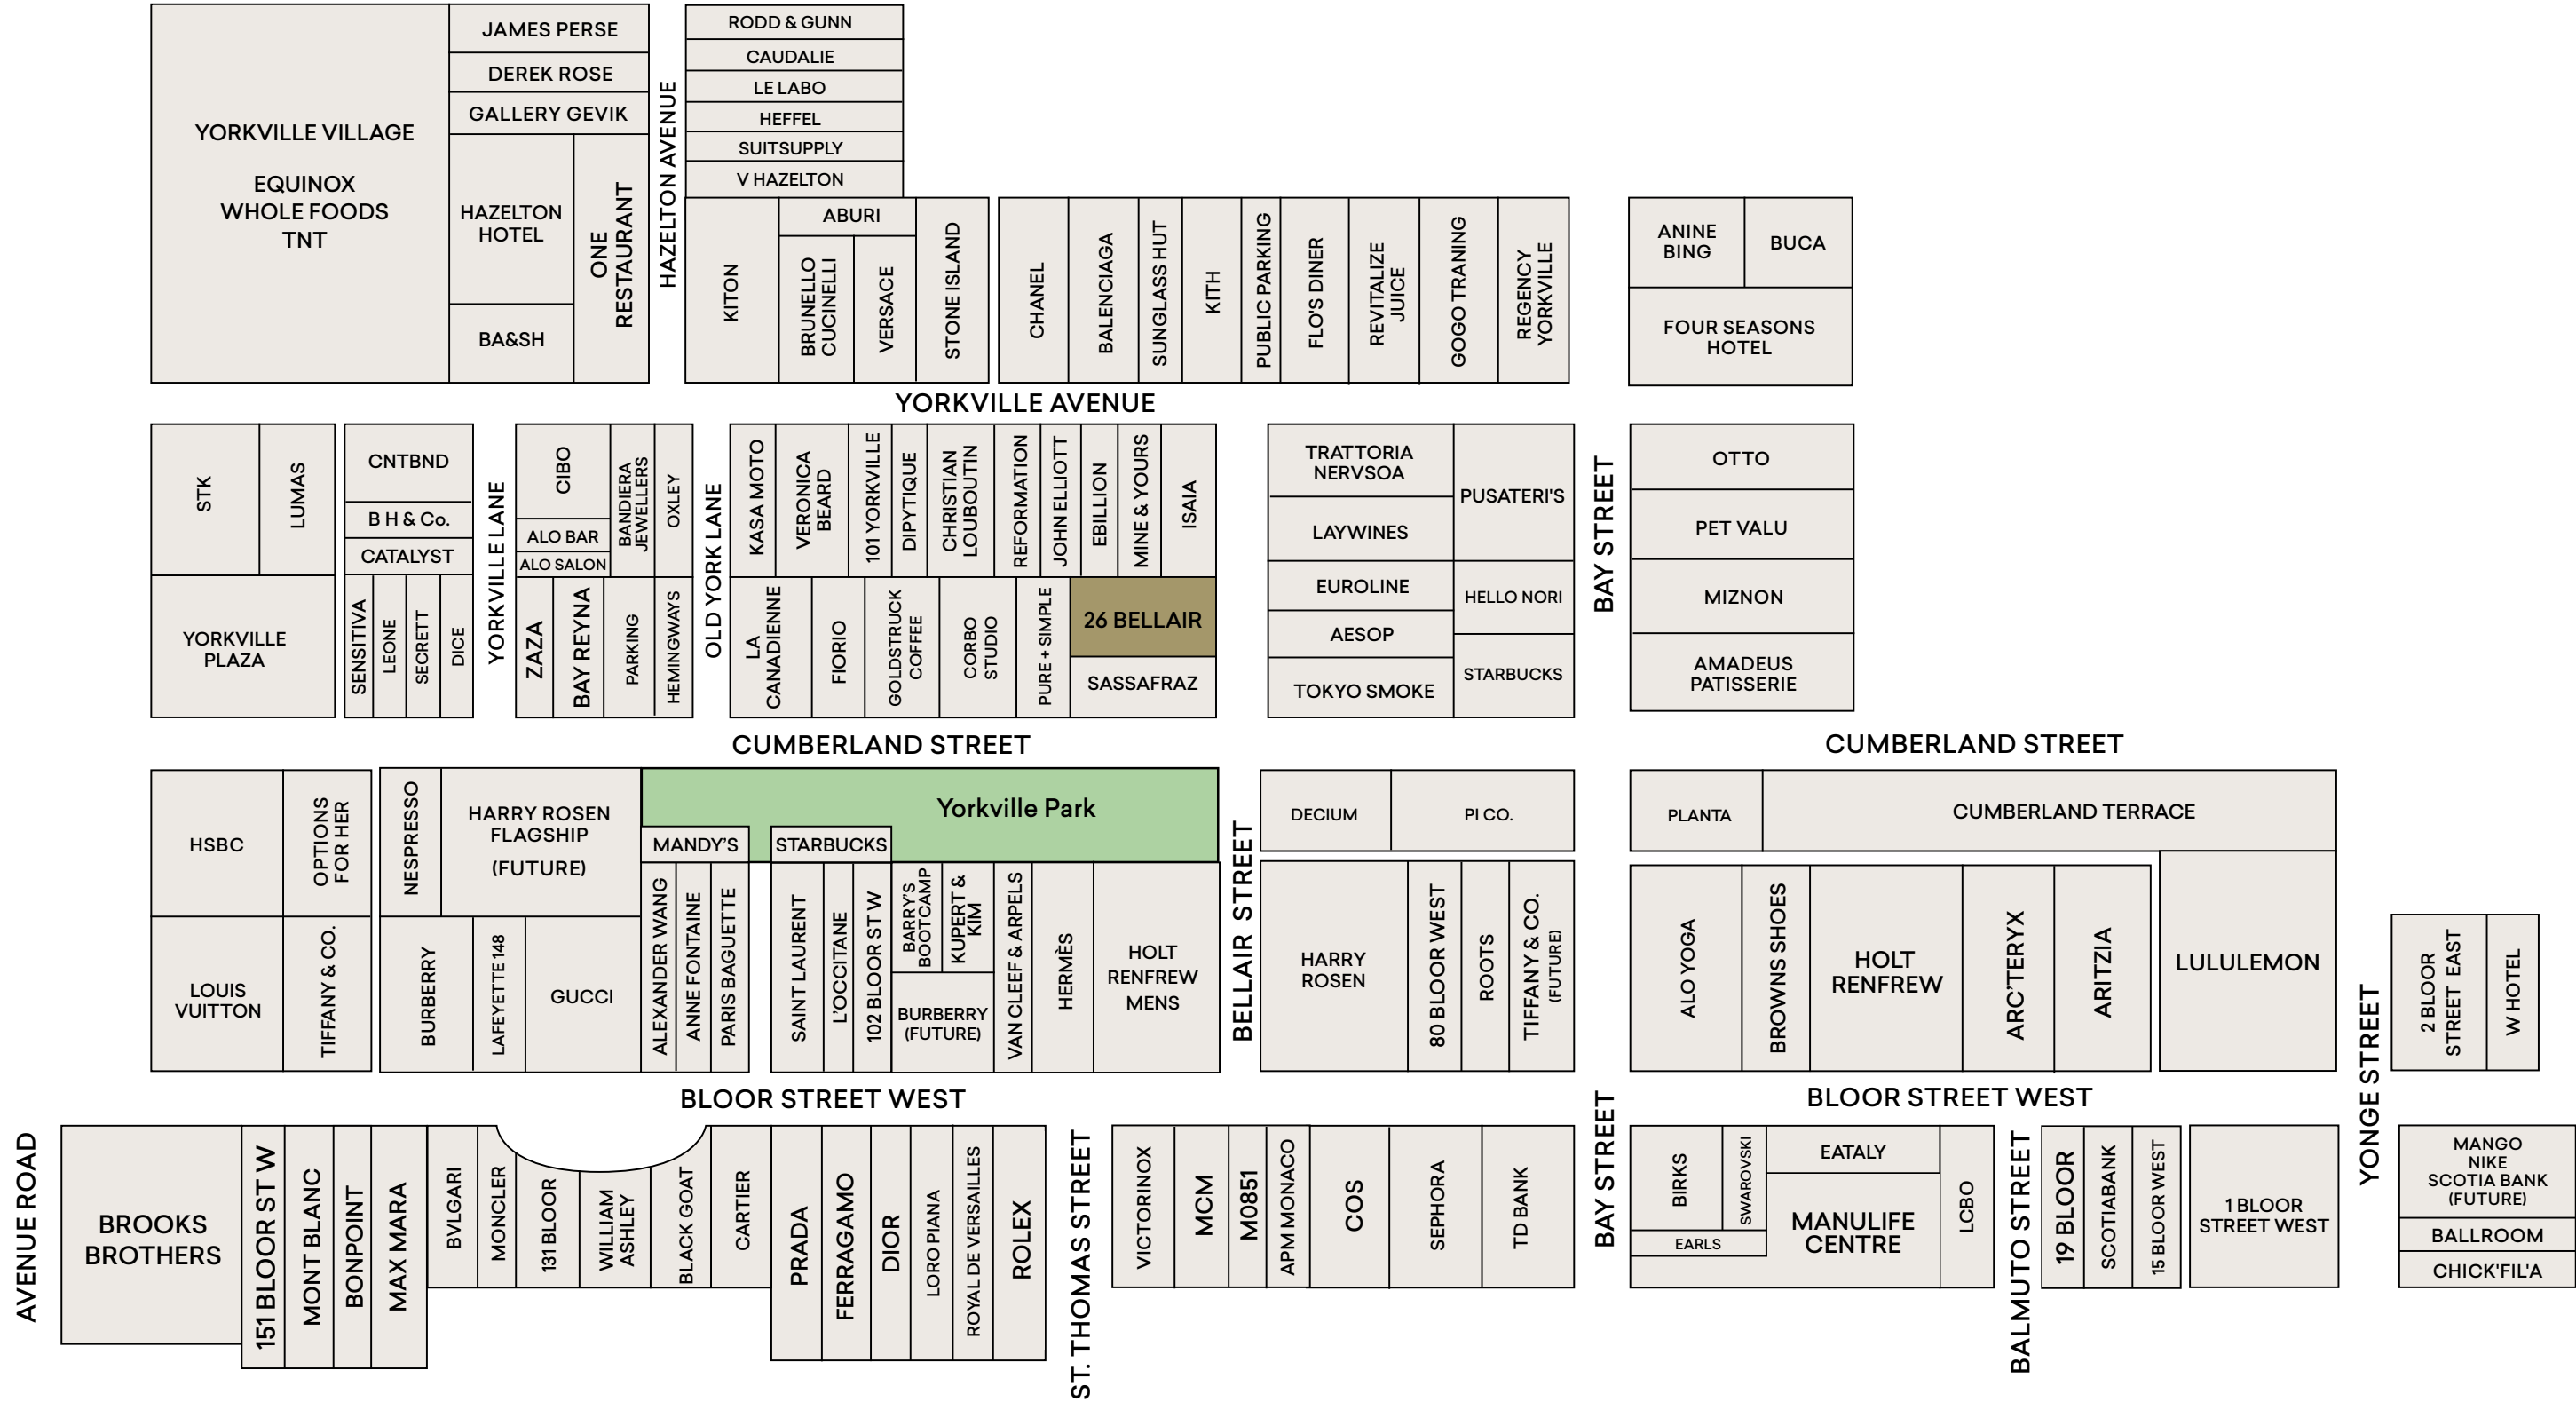 JAMES PERSE
DEREK ROSE
GALLERY GEVIK
YORKVILLE VILLAGE
EQUINOX
WHOLE FOODS
TNT
HAZELTON
HOTEL
ONE
RESTAURANT
BA&SH
HAZELTON AVENUE
RODD & GUNN
CAUDALIE
LE LABO
HEFFEL
SUITSUPPLY
V HAZELTON
KITON
ABURI
BRUNELLO
CUCINELLI
VERSACE
STONE ISLAND
CHANEL
BALENCIAGA
SUNGLASS HUT
KITH
PUBLIC PARKING
FLO'S DINER
REVITALIZE
JUICE
GOGO TRANING
REGENCY
YORKVILLE
ANINE
BING
BUCA
FOUR SEASONS
HOTEL
YORKVILLE AVENUE
STK
LUMAS
YORKVILLE
PLAZA
CNTBND
B H & Co.
CATALYST
SENSITIVA
LEONE
SECRETT
DICE
YORKVILLE LANE
CIBO
ALO BAR
ALO SALON
BANDIERA
JEWELLERS
OXLEY
ZAZA
BAY REYNA
PARKING
HEMINGWAYS
OLD YORK LANE
KASA MOTO
VERONICA
BEARD
101 YORKVILLE
DIPYTIQUE
CHRISTIAN
LOUBOUTIN
REFORMATION
JOHN ELLIOTT
EBILLION
MINE & YOURS
ISAIA
LA
CANADIENNE
FIORIO
GOLDSTRUCK
COFFEE
CORBO
STUDIO
PURE + SIMPLE
26 BELLAIR
SASSAFRAZ
TRATTORIA
NERVSOA
LAYWINES
EUROLINE
AESOP
TOKYO SMOKE
PUSATERI'S
HELLO NORI
STARBUCKS
BAY STREET
OTTO
PET VALU
MIZNON
AMADEUS
PATISSERIE
CUMBERLAND STREET
CUMBERLAND STREET
HSBC
OPTIONS
FOR HER
LOUIS
VUITTON
TIFFANY & CO.
NESPRESSO
HARRY ROSEN
FLAGSHIP
(FUTURE)
BURBERRY
LAFEYETTE 148
GUCCI
Yorkville Park
MANDY'S
STARBUCKS
ALEXANDER WANG
ANNE FONTAINE
PARIS BAGUETTE
SAINT LAURENT
L'OCCITANE
102 BLOOR ST W
BARRY'S
BOOTCAMP
KUPERT &
KIM
BURBERRY
(FUTURE)
VAN CLEEF & ARPELS
HERMÈS
HOLT
RENFREW
MENS
BELLAIR STREET
DECIUM
PI CO.
HARRY
ROSEN
80 BLOOR WEST
ROOTS
TIFFANY & CO.
(FUTURE)
PLANTA
CUMBERLAND TERRACE
ALO YOGA
BROWNS SHOES
HOLT
RENFREW
ARC'TERYX
ARITZIA
LULULEMON
YONGE STREET
2 BLOOR
STREET EAST
W HOTEL
BLOOR STREET WEST
BLOOR STREET WEST
AVENUE ROAD
BROOKS
BROTHERS
151 BLOOR ST W
MONT BLANC
BONPOINT
MAX MARA
BVLGARI
MONCLER
131 BLOOR
WILLIAM
ASHLEY
BLACK GOAT
CARTIER
PRADA
FERRAGAMO
DIOR
LORO PIANA
ROYAL DE VERSAILLES
ROLEX
ST. THOMAS STREET
VICTORINOX
MCM
M0851
APM MONACO
COS
SEPHORA
TD BANK
BAY STREET
BIRKS
SWAROVSKI
EARLS
EATALY
MANULIFE
CENTRE
LCBO
BALMUTO STREET
19 BLOOR
SCOTIABANK
15 BLOOR WEST
1 BLOOR
STREET WEST
MANGO
NIKE
SCOTIA BANK
(FUTURE)
BALLROOM
CHICK'FIL'A